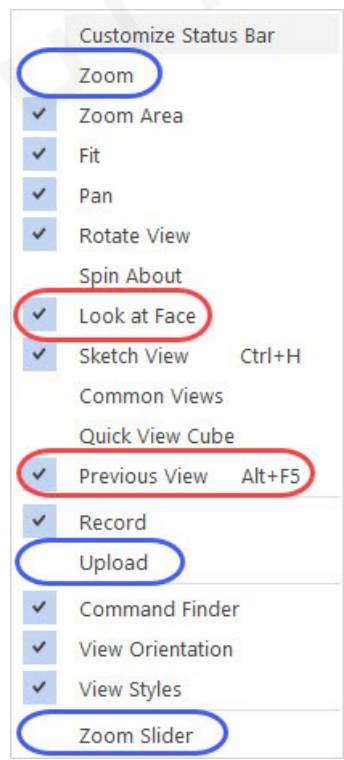 Customize Status Bar
Zoom
Zoom Area
Fit
Pan
Rotate View
Spin About
Look at Face
Sketch View Ctrl+H
Common Views
Quick View Cube
Previous View Alt+F5
Record
Upload
Command Finder
View Orientation
View Styles
Zoom Slider